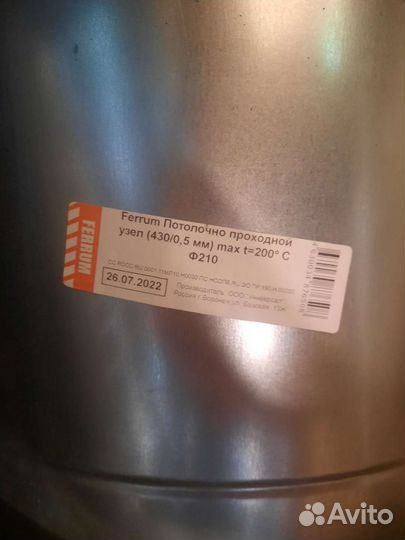 FERRUM
Ferrum Потолочно проходной
узел (430/0,5 мм) max t=200° С
Ф210
26.07.2022
Производитель: ООО "Универсал",
Россия г.Воронеж,ул.
Avito